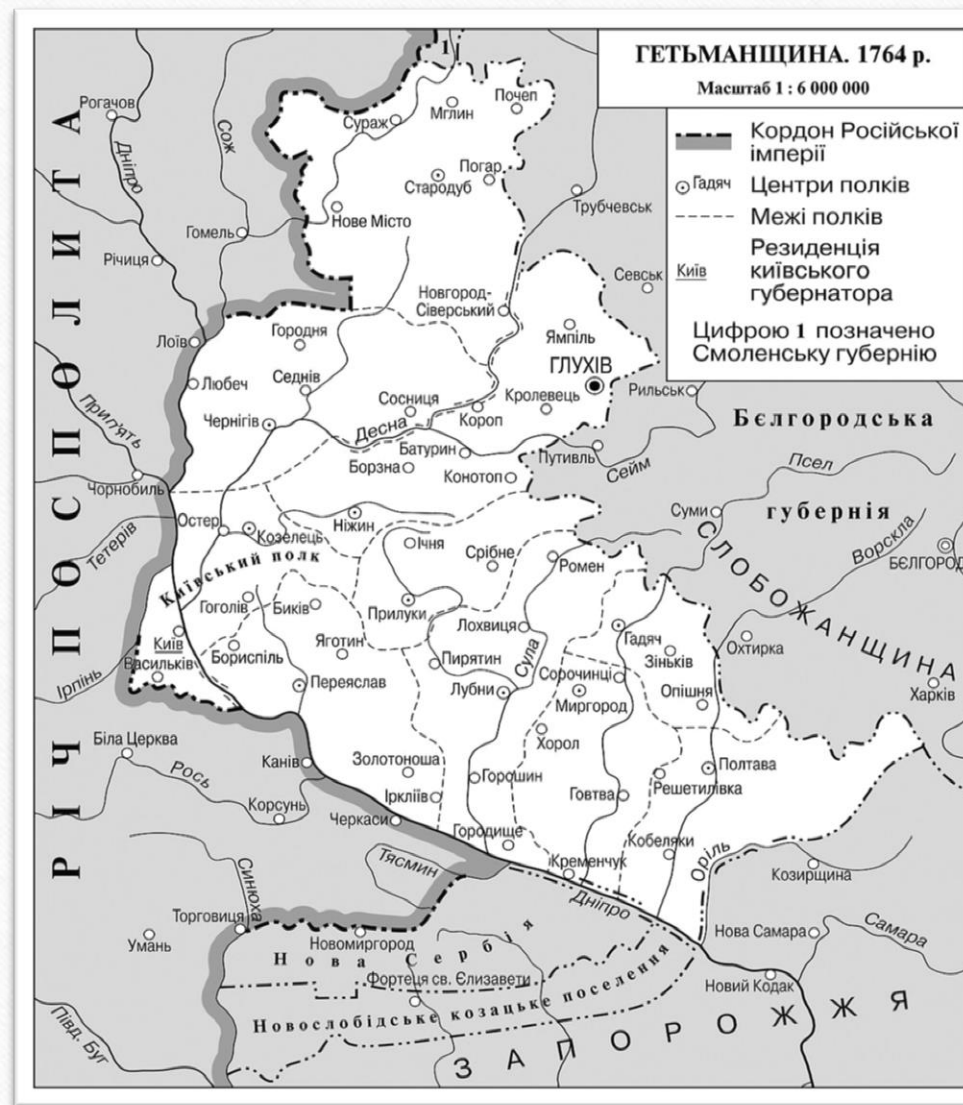 ГЕТЬМАНЩИНА. 1764 р.
Масштаб 1 : 6 000 000
Кордон Російської
імперії
Гадяч
Центри полків
Межі полків
Київ
Резиденція
київського
губернатора
Цифрою 1 позначено
Смоленську губернію
1
РІЧ ПОСПОЛИТА
Рогачов
Дніпро
Сож
Сураж
Мглин
Почеп
Погар
Стародуб
Нове Місто
Трубчевськ
Гомель
Річиця
Севськ
Новгород-
Сіверський
Лоїв
Городня
Ямпіль
ГЛУХІВ
Любеч
Седнів
Сосниця
Короп
Кролевець
Рильськ
Чернігів
Десна
Батурин
Путивль
Бєлгородська
Прип'ять
Борзна
Конотоп
Сейм
Псел
Чорнобиль
Суми
губернія
Остер
Козелець
Ніжин
Ічня
Срібне
Ромен
Ворскла
БЄЛГОРОД
Тетерів
Київський полк
СЛОБОЖАНЩИНА
Гоголів
Биків
Прилуки
Лохвиця
Гадяч
Охтирка
Київ
Яготин
Сула
Зіньків
Васильків
Бориспіль
Пирятин
Сорочинці
Харків
Ірпінь
Переяслав
Лубни
Миргород
Опішня
Біла Церква
Хорол
Канів
Золотоноша
Горошин
Полтава
Рось
Іркліїв
Говтва
Решетилівка
Корсунь
Черкаси
Городище
Кобеляки
Тясмин
Кременчук
Оріль
Козирщина
Синюха
Дніпро
Торговиця
Умань
Новомиргород
Нова Самара
Самара
Нова Сербія
Фортеця св. Єлизавети
Новий Кодак
Новослобідське козацьке поселення
Півд. Буг
ЗАПОРОЖЖЯ